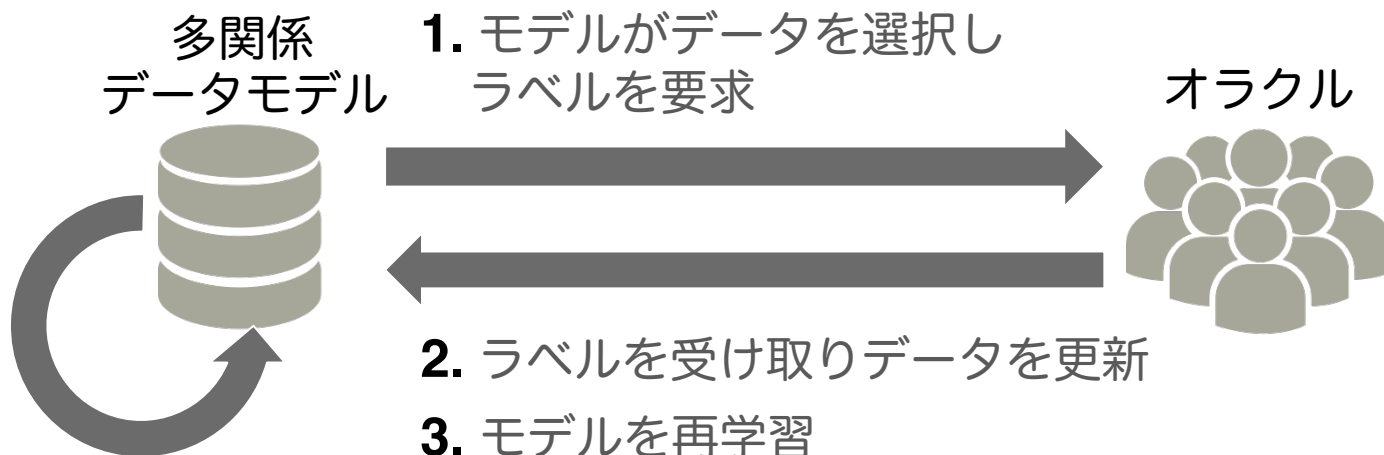 多関係
データモデル
1. モデルがデータを選択し
ラベルを要求
オラクル
2. ラベルを受け取りデータを更新
3. モデルを再学習